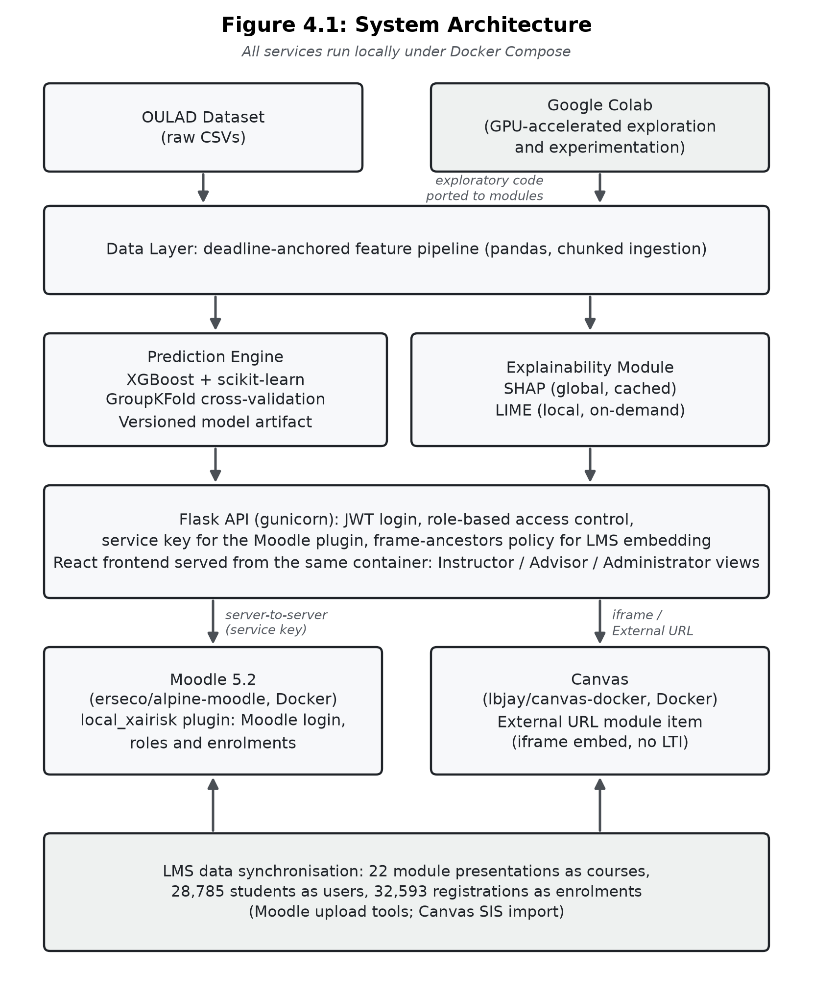 Figure 4.1: System Architecture
All services run locally under Docker Compose
OULAD Dataset
(raw CSVs)
Google Colab
(GPU-accelerated exploration
and experimentation)
exploratory code
ported to modules
Data Layer: deadline-anchored feature pipeline (pandas, chunked ingestion)
Prediction Engine
XGBoost + scikit-learn
GroupKFold cross-validation
Versioned model artifact
Explainability Module
SHAP (global, cached)
LIME (local, on-demand)
Flask API (gunicorn): JWT login, role-based access control,
service key for the Moodle plugin, frame-ancestors policy for LMS embedding
React frontend served from the same container: Instructor / Advisor / Administrator views
server-to-server
(service key)
iframe /
External URL
Moodle 5.2
(erseco/alpine-moodle, Docker)
local_xairisk plugin: Moodle login,
roles and enrolments
Canvas
(lbjay/canvas-docker, Docker)
External URL module item
(iframe embed, no LTI)
LMS data synchronisation: 22 module presentations as courses,
28,785 students as users, 32,593 registrations as enrolments
(Moodle upload tools; Canvas SIS import)